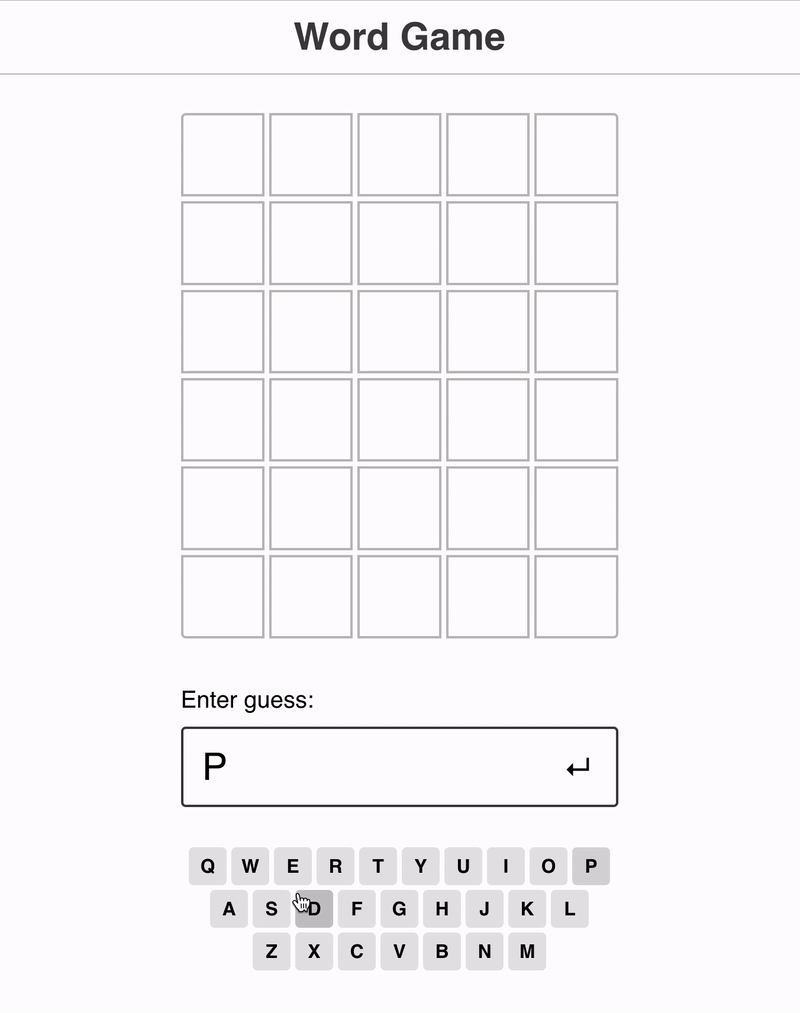 Word Game
Enter guess:
P ↵
Q W E R T Y U I O P
A S D F G H J K L
Z X C V B N M